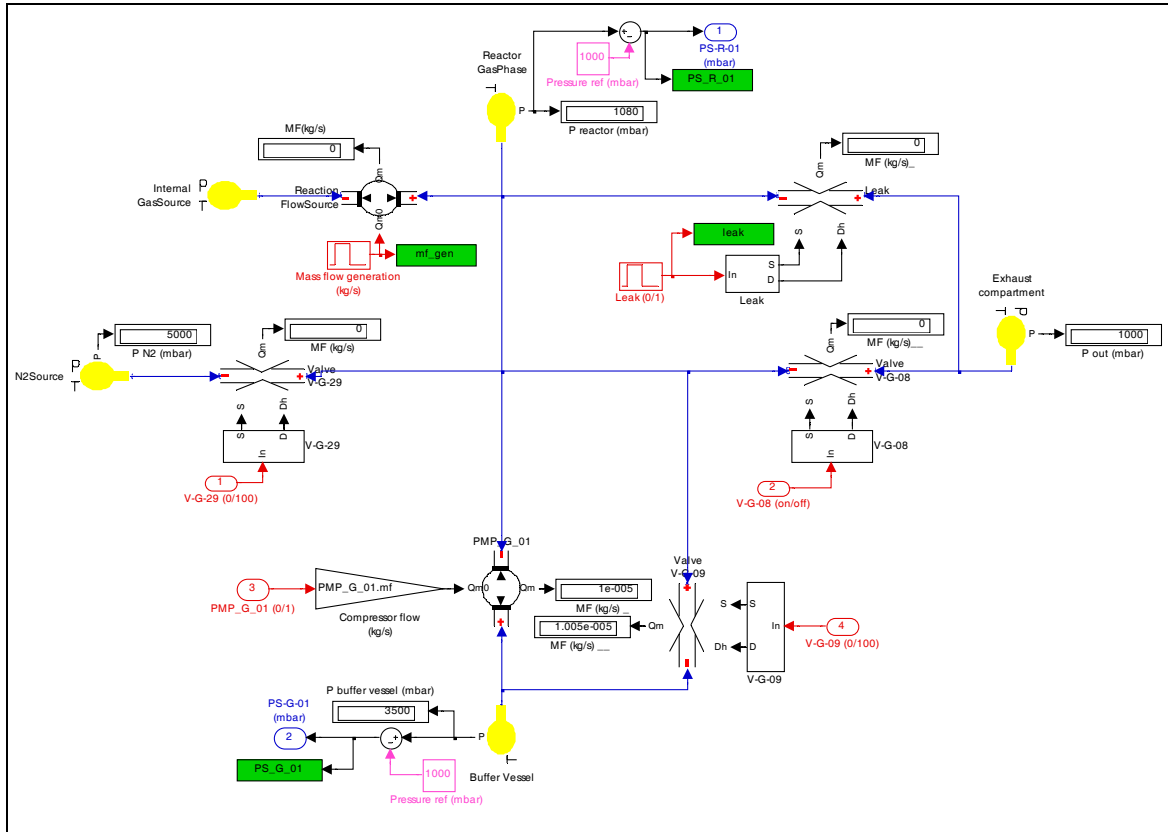 Reactor
GasPhase
T
P
1000
Pressure ref (mbar)
1
PS-R-01
(mbar)
PS_R_01
1080
P reactor (mbar)
MF(kg/s)
0
Qm
Qm
Internal
GasSource
P
T
Reaction
FlowSource
Qm0
Mass flow generation
(kg/s)
mf_gen
0
MF (kg/s)_
Qm
Leak
S
Dh
leak
Leak (0/1)
In
S
D
Leak
Exhaust
compartment
T
P
P
1000
P out (mbar)
5000
P N2 (mbar)
P
P
T
N2Source
0
MF (kg/s)
Qm
Valve
V-G-29
S
Dh
S
D
In
V-G-29
1
V-G-29 (0/100)
0
MF (kg/s)__
Qm
Valve
V-G-08
S
Dh
S
D
In
V-G-08
2
V-G-08 (on/off)
PMP_G_01
3
PMP_G_01 (0/1)
PMP_G_01.mf
Compressor flow
(kg/s)
Qm0
Qm
1e-005
MF (kg/s) _
1.005e-005
MF (kg/s) __
Qm
Valve
V-G-09
S
Dh
S
D
In
V-G-09
4
V-G-09 (0/100)
P buffer vessel (mbar)
3500
PS-G-01
(mbar)
2
PS_G_01
1000
Pressure ref (mbar)
P
T
Buffer Vessel